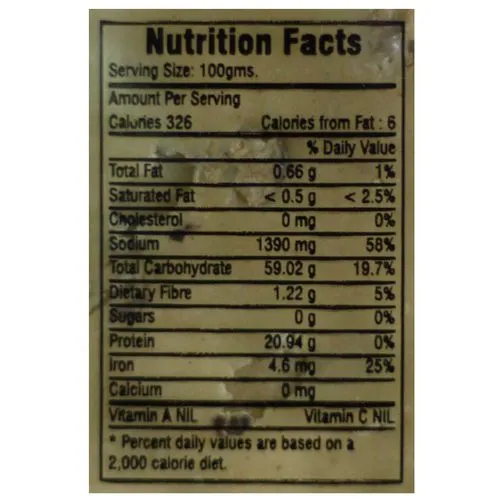 Nutrition Facts
Serving Size: 100gms.
Amount Per Serving
Calories 326 Calories from Fat : 6
% Daily Value
Total Fat 0.66 g 1%
Saturated Fat < 0.5 g < 2.5%
Cholesterol 0 mg 0%
Sodium 1390 mg 58%
Total Carbohydrate 59.02 g 19.7%
Dietary Fibre 1.22 g 5%
Sugars 0 g 0%
Protein 20.94 g 0%
Iron 4.6 mg 25%
Calcium 0 mg
Vitamin A NIL Vitamin C NIL
* Percent daily values are based on a
2,000 calorie diet.